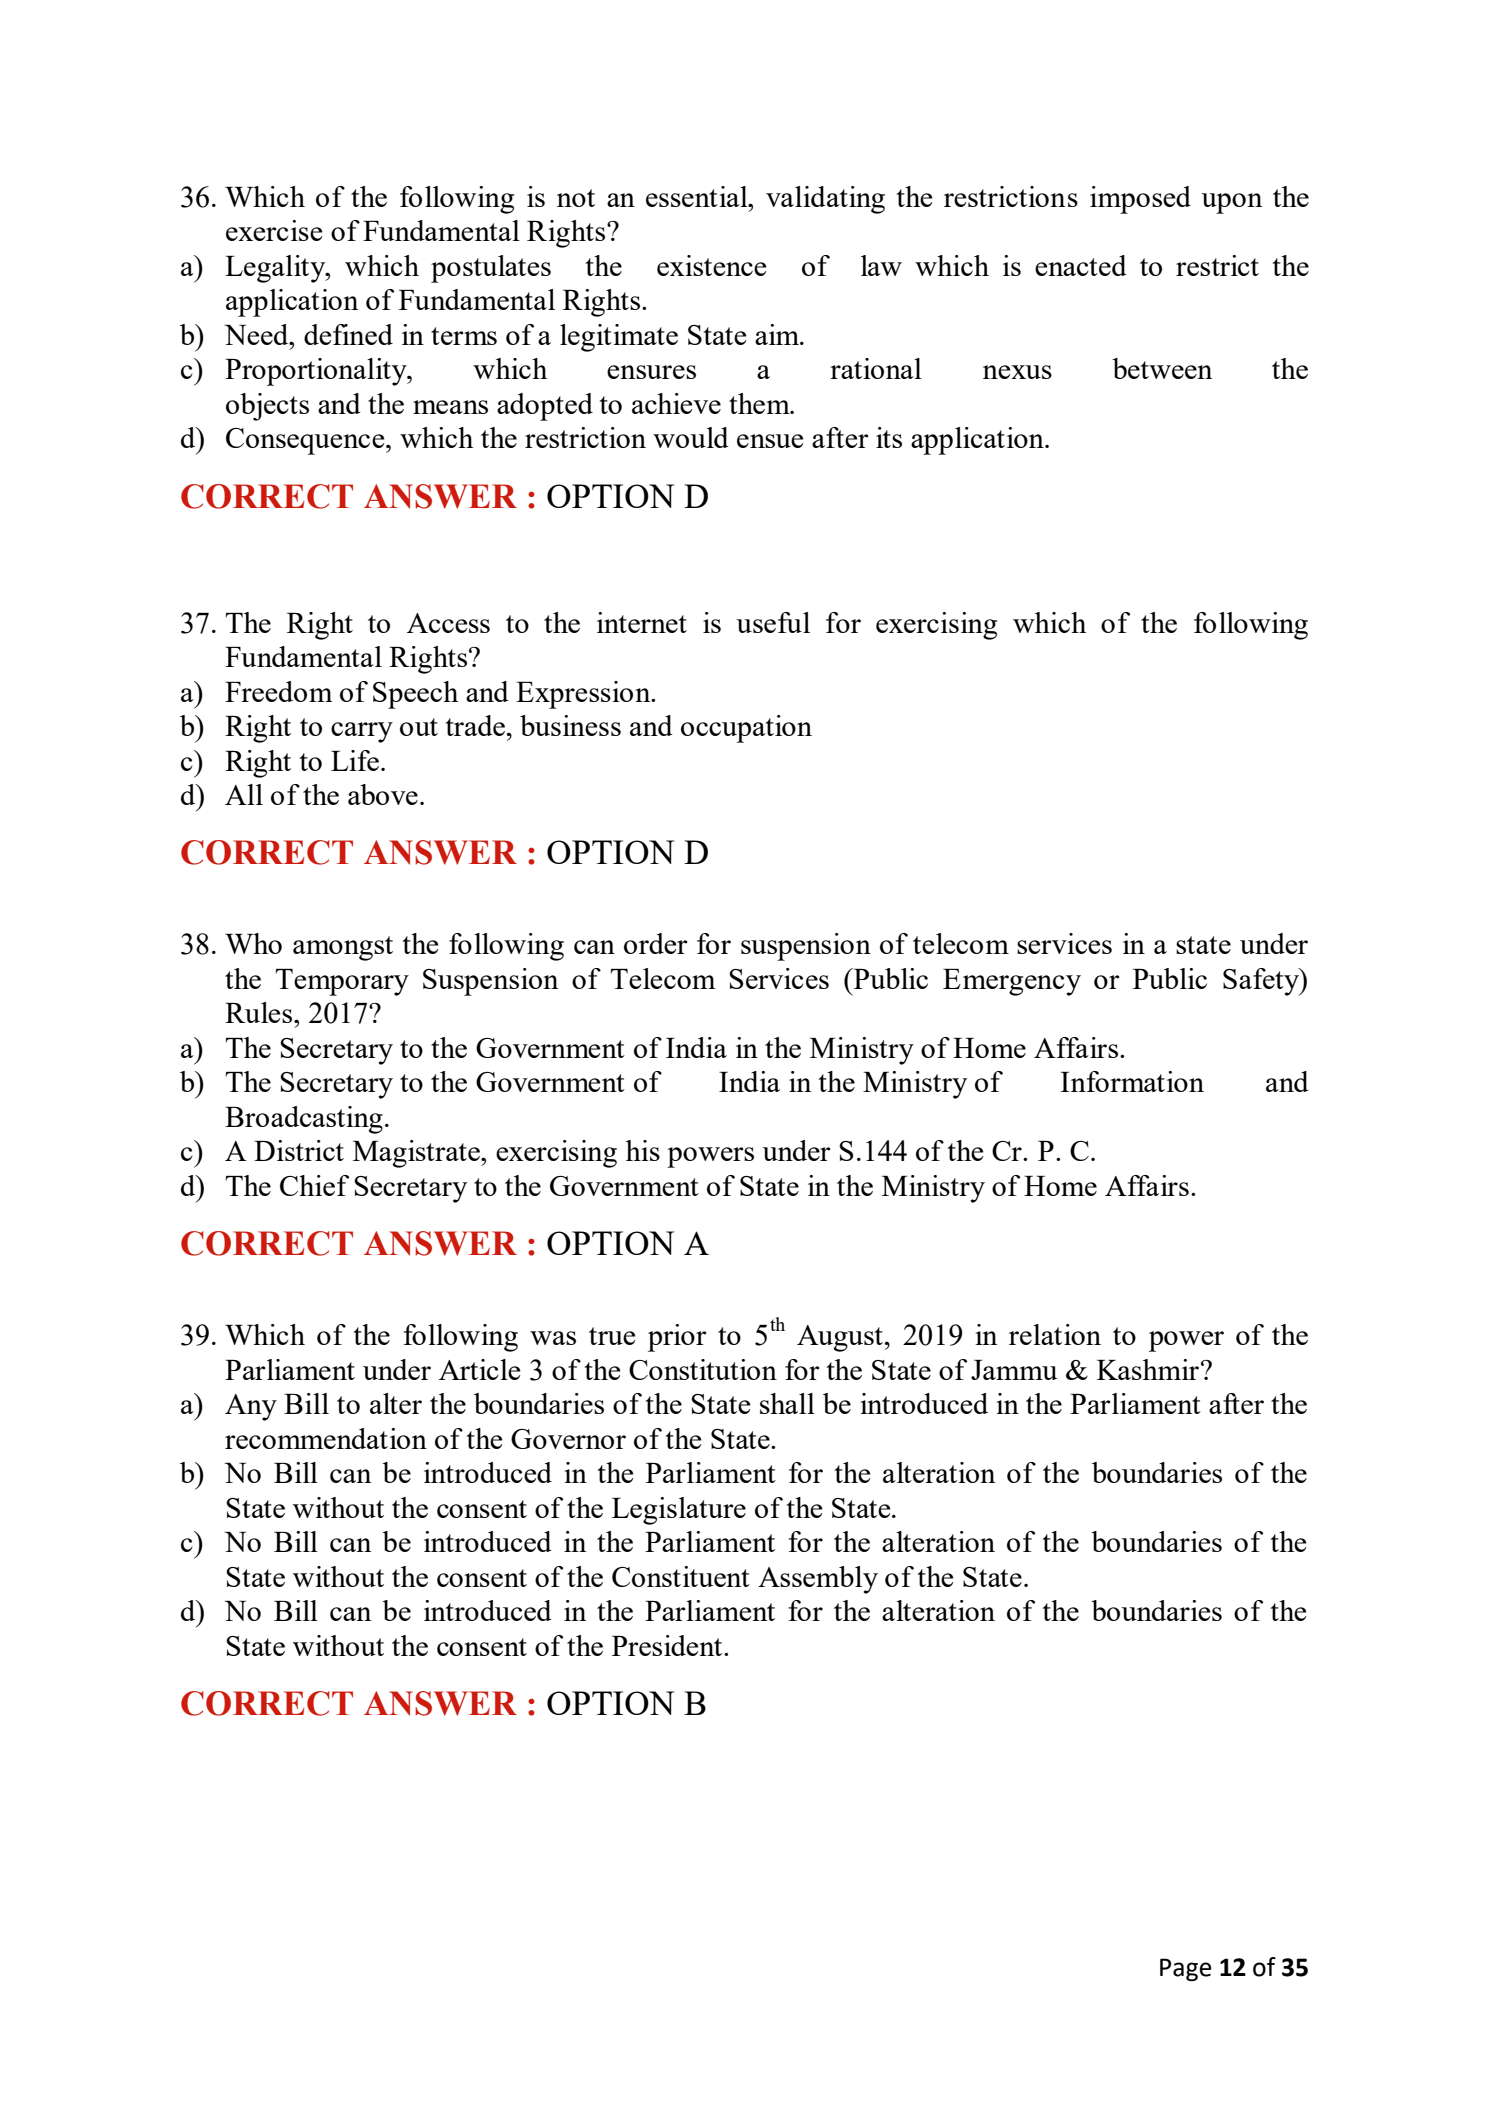 36. Which of the following is not an essential, validating the restrictions imposed upon the
exercise of Fundamental Rights?
a) Legality, which postulates the existence of law which is enacted to restrict the
application of Fundamental Rights.
b) Need, defined in terms of a legitimate State aim.
c) Proportionality, which ensures a rational nexus between the
objects and the means adopted to achieve them.
d) Consequence, which the restriction would ensue after its application.
CORRECT ANSWER : OPTION D
37. The Right to Access to the internet is useful for exercising which of the following
Fundamental Rights?
a) Freedom of Speech and Expression.
b) Right to carry out trade, business and occupation
c) Right to Life.
d) All of the above.
CORRECT ANSWER : OPTION D
38. Who amongst the following can order for suspension of telecom services in a state under
the Temporary Suspension of Telecom Services (Public Emergency or Public Safety)
Rules, 2017?
a) The Secretary to the Government of India in the Ministry of Home Affairs.
b) The Secretary to the Government of India in the Ministry of Information and
Broadcasting.
c) A District Magistrate, exercising his powers under S.144 of the Cr. P. C.
d) The Chief Secretary to the Government of State in the Ministry of Home Affairs.
CORRECT ANSWER : OPTION A
39. Which of the following was true prior to 5th August, 2019 in relation to power of the
Parliament under Article 3 of the Constitution for the State of Jammu & Kashmir?
a) Any Bill to alter the boundaries of the State shall be introduced in the Parliament after the
recommendation of the Governor of the State.
b) No Bill can be introduced in the Parliament for the alteration of the boundaries of the
State without the consent of the Legislature of the State.
c) No Bill can be introduced in the Parliament for the alteration of the boundaries of the
State without the consent of the Constituent Assembly of the State.
d) No Bill can be introduced in the Parliament for the alteration of the boundaries of the
State without the consent of the President.
CORRECT ANSWER : OPTION B
Page 12 of 35